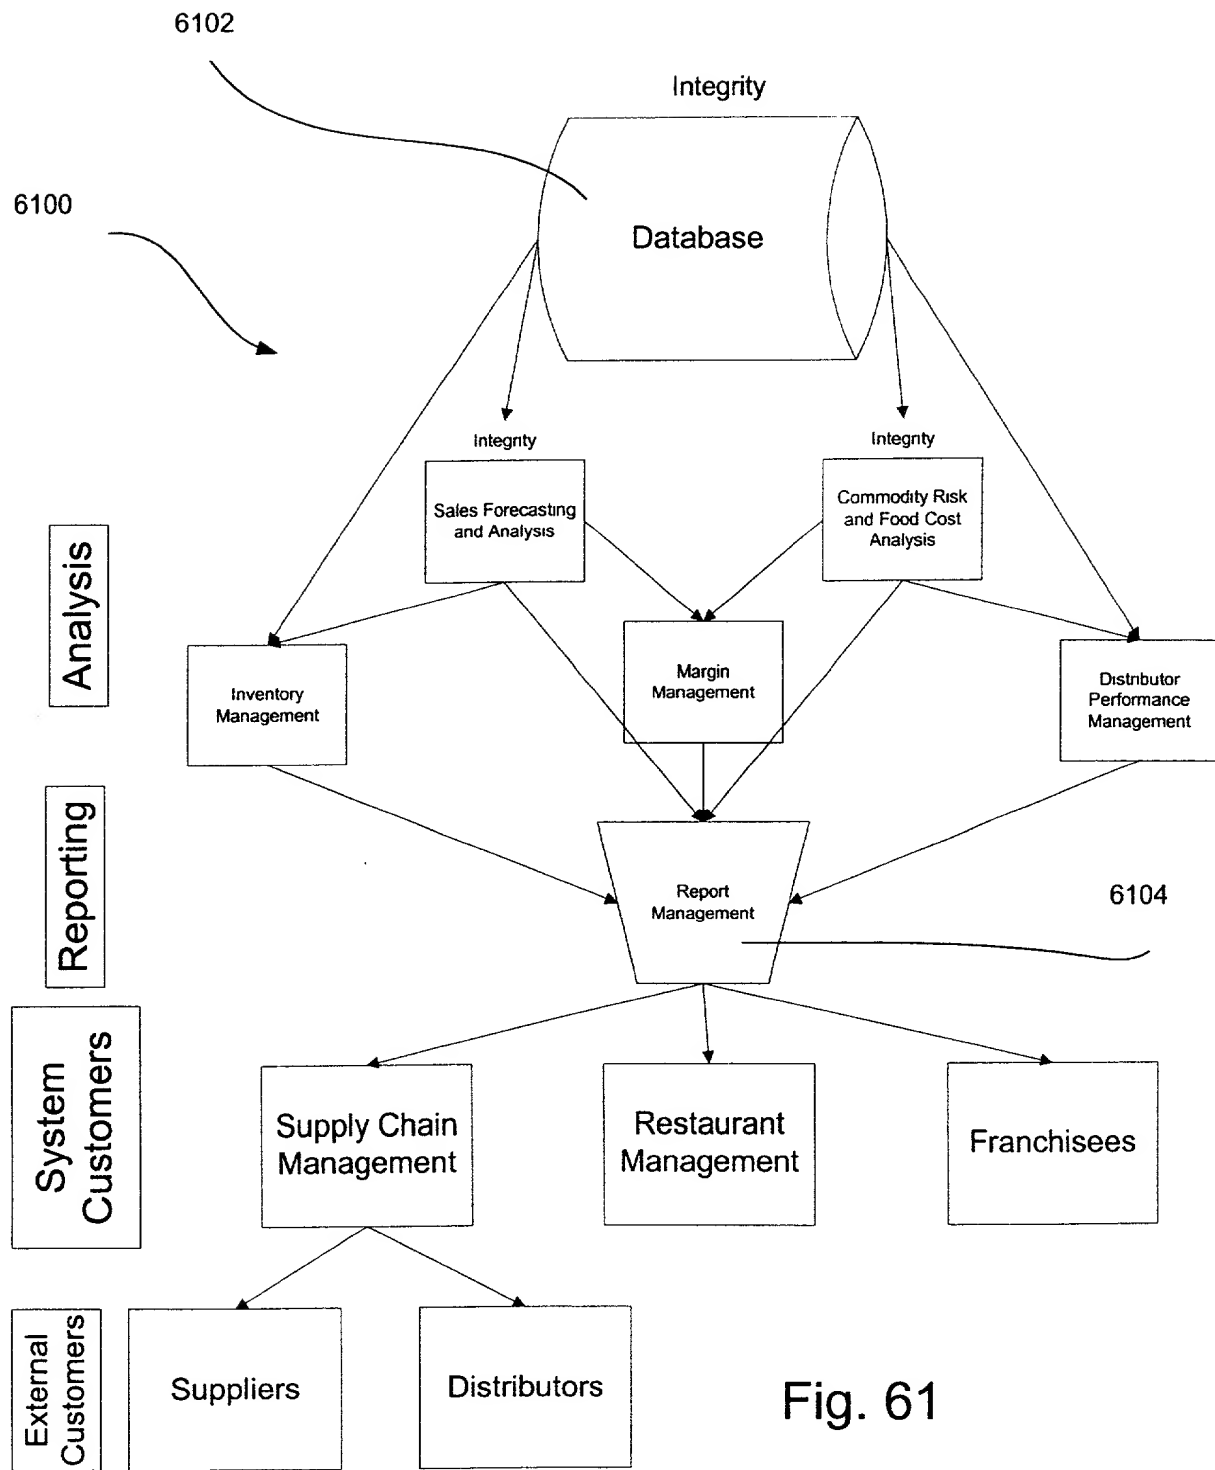 6102
Integrity
6100
Database
Integrity
Integrity
Sales Forecasting
and Analysis
Commodity Risk
and Food Cost
Analysis
Analysis
Inventory
Management
Margin
Management
Distributor
Performance
Management
Reporting
Report
Management
6104
System
Customers
Supply Chain
Management
Restaurant
Management
Franchisees
External
Customers
Suppliers
Distributors
Fig. 61